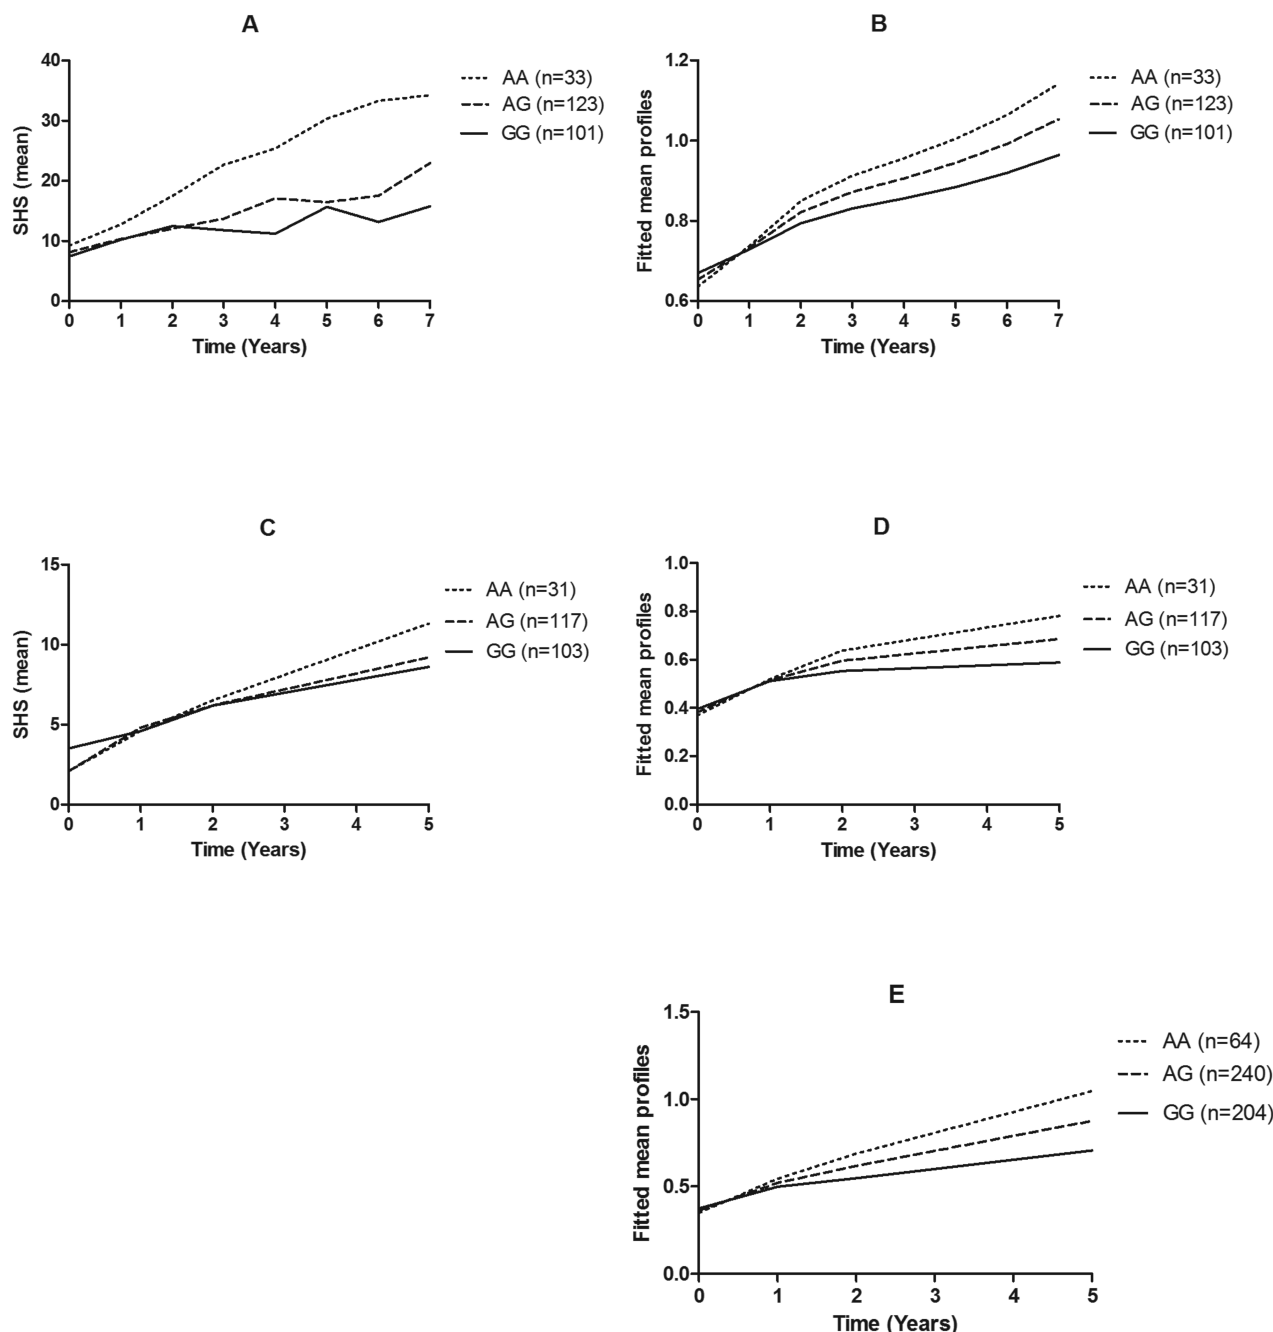 A
SHS (mean)
40
30
20
10
0
0 1 2 3 4 5 6 7
Time (Years)
AA (n=33)
AG (n=123)
GG (n=101)
B
Fitted mean profiles
1.2
1.0
0.8
0.6
0 1 2 3 4 5 6 7
Time (Years)
AA (n=33)
AG (n=123)
GG (n=101)
C
SHS (mean)
15
10
5
0
0 1 2 3 4 5
Time (Years)
AA (n=31)
AG (n=117)
GG (n=103)
D
Fitted mean profiles
1.0
0.8
0.6
0.4
0.2
0.0
0 1 2 3 4 5
Time (Years)
AA (n=31)
AG (n=117)
GG (n=103)
E
Fitted mean profiles
1.5
1.0
0.5
0.0
0 1 2 3 4 5
Time (Years)
AA (n=64)
AG (n=240)
GG (n=204)